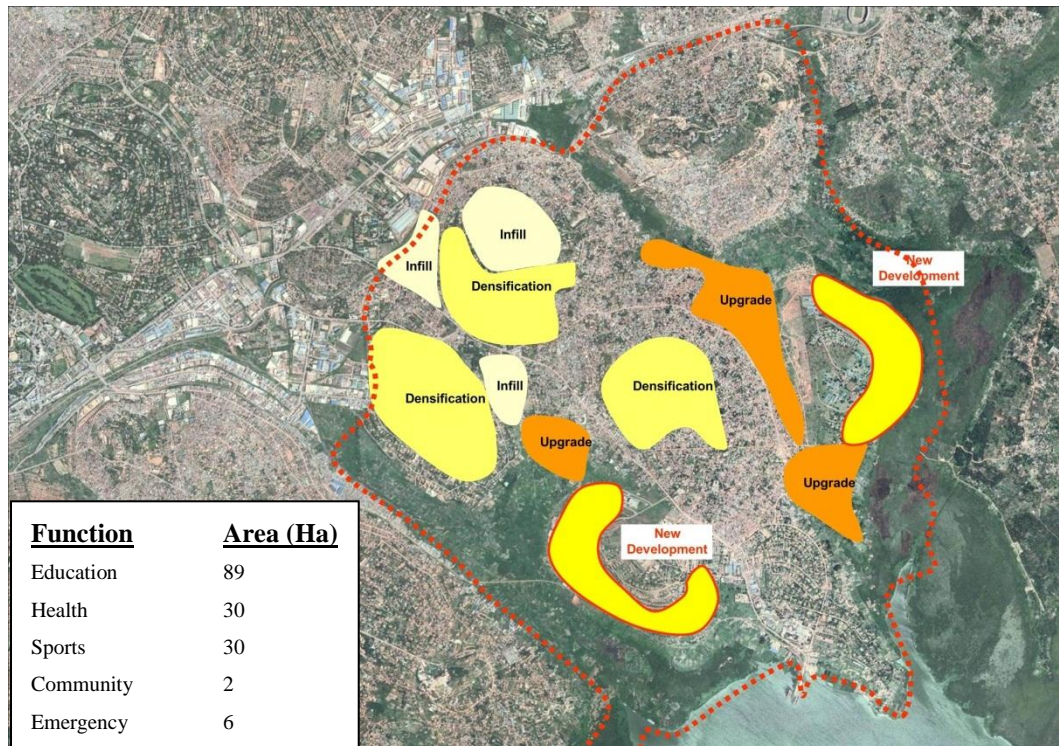 Infill
Infill
Densification
New
Development
Upgrade
Densification
Infill
Densification
Upgrade
Upgrade
New
Development
Function Area (Ha)
Education 89
Health 30
Sports 30
Community 2
Emergency 6